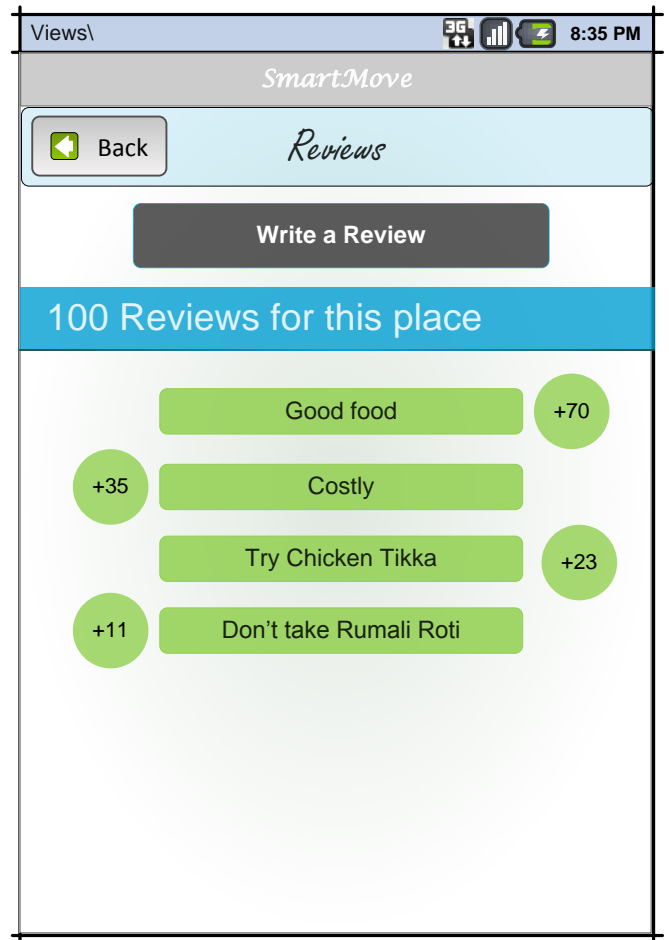 Views\
3G 8:35 PM
SmartMove
Back
Reviews
Write a Review
100 Reviews for this place
Good food +70
+35 Costly
Try Chicken Tikka +23
+11 Don’t take Rumali Roti